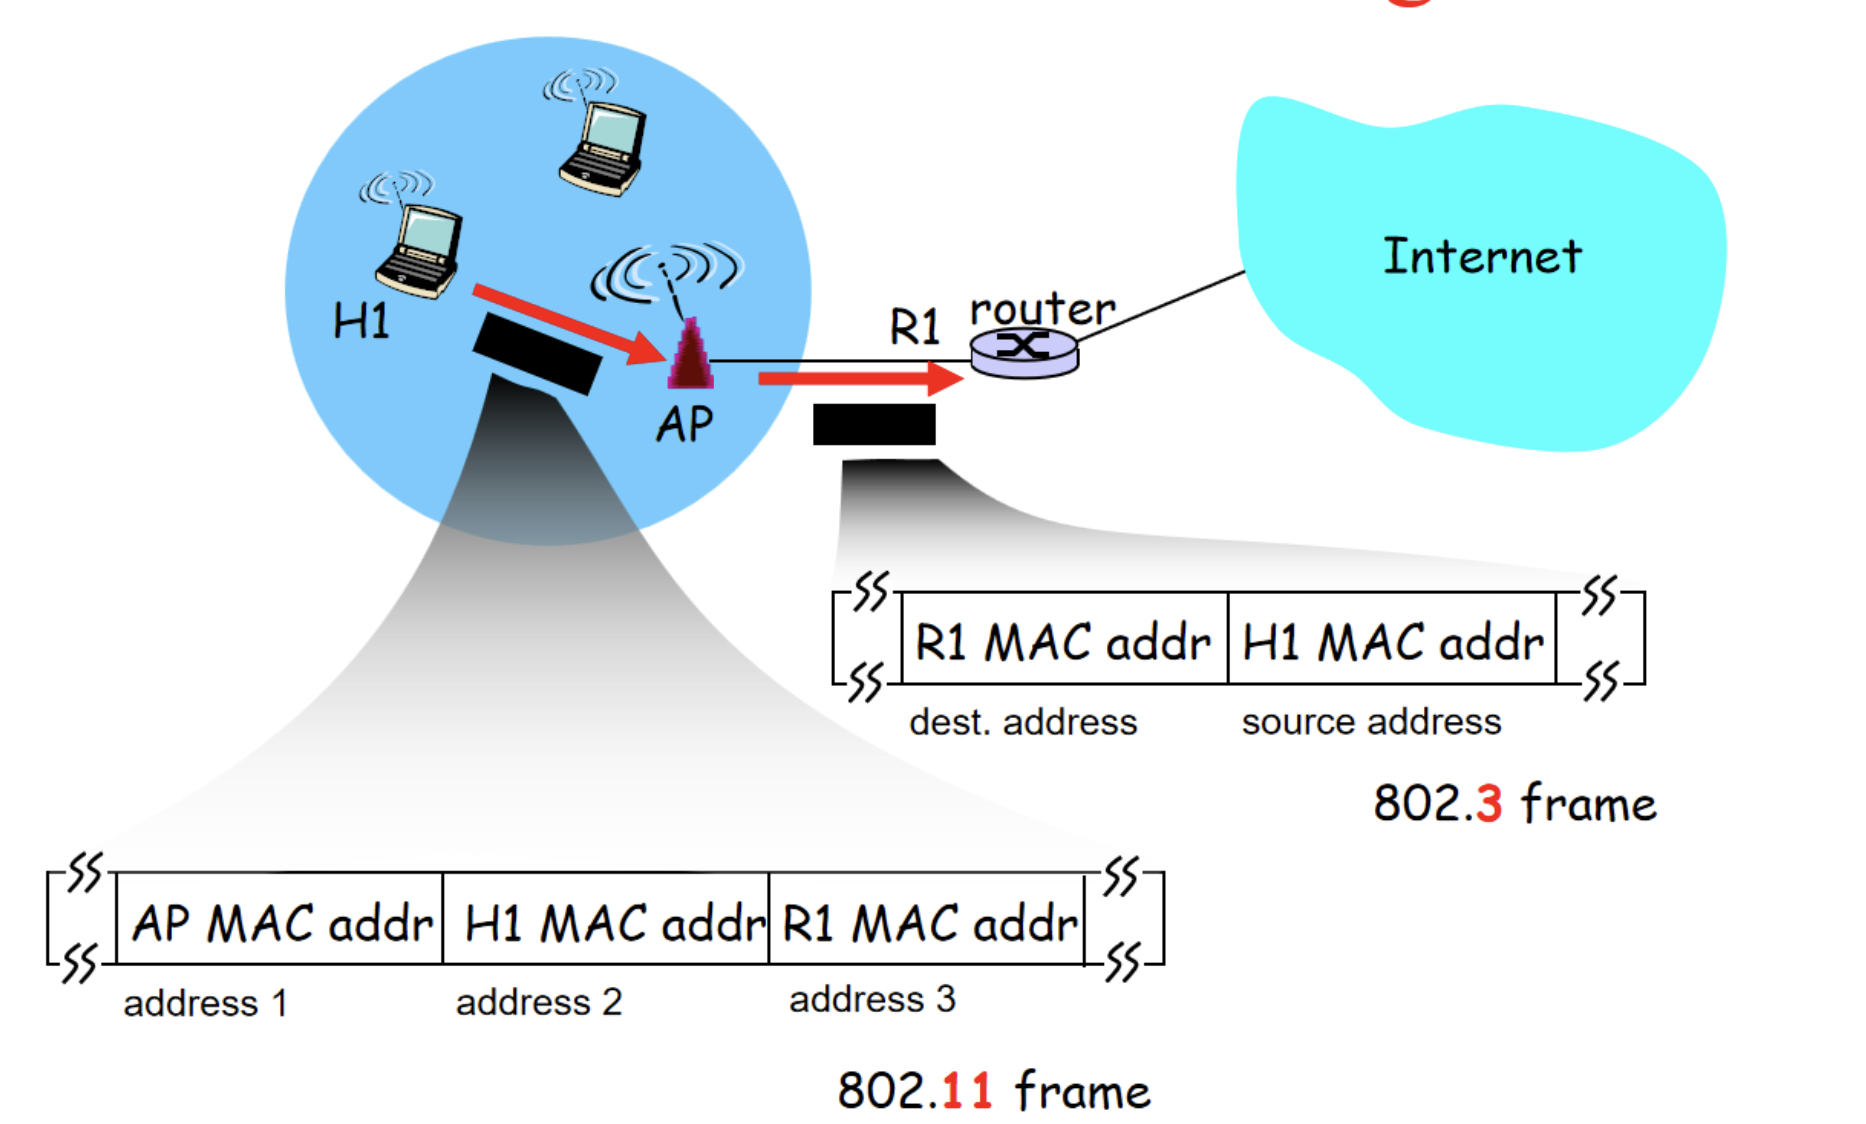 H1
AP
R1
router
Internet
R1 MAC addr H1 MAC addr
dest. address source address
802.3 frame
AP MAC addr H1 MAC addr R1 MAC addr
address 1 address 2 address 3
802.11 frame